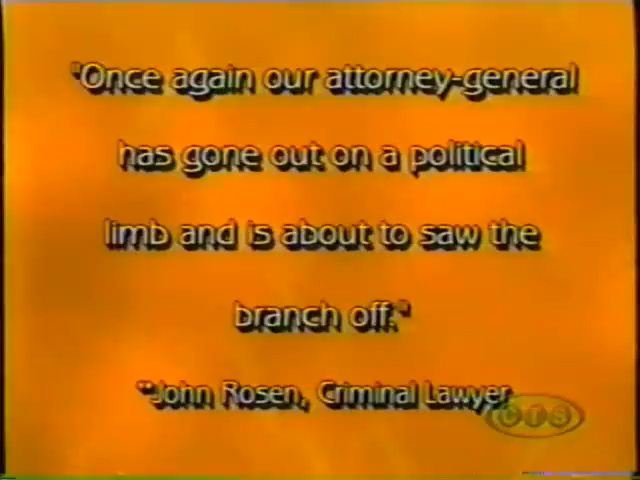 "Once again our attorney-general
has gone out on a political
limb and is about to saw the
branch off."
"John Rosen, Criminal Lawyer
CTS